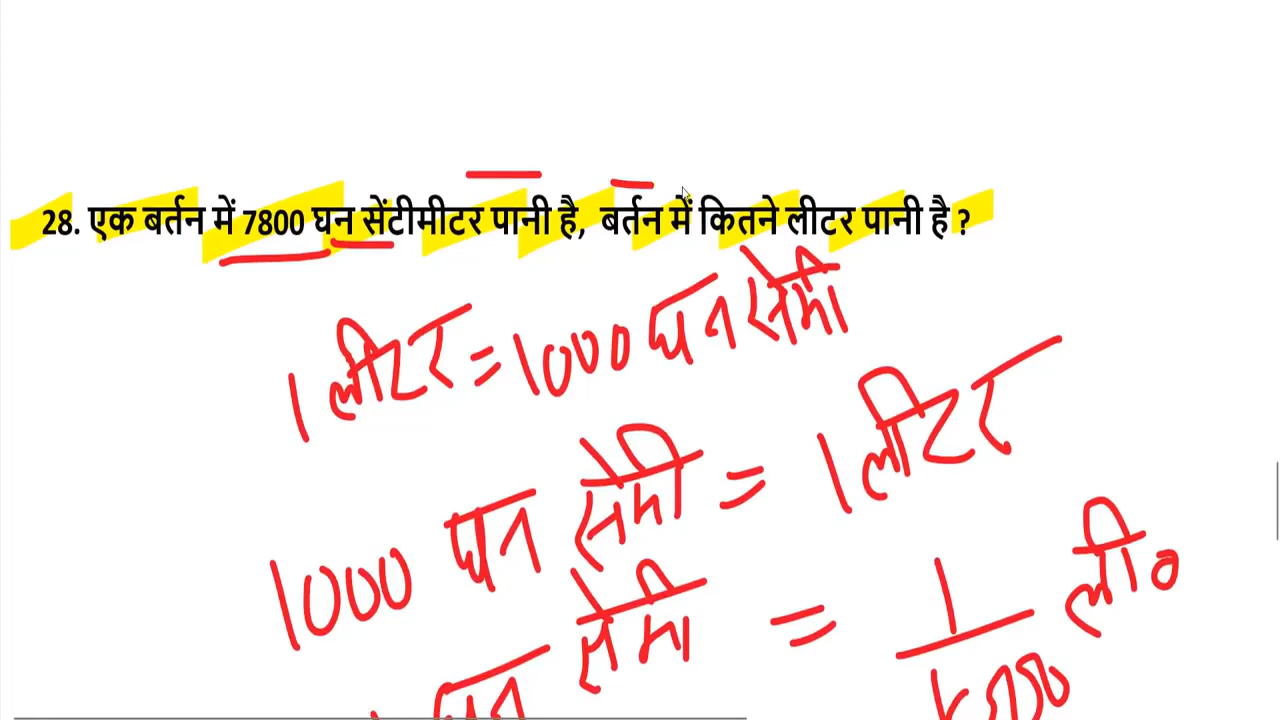 28. एक बर्तन में 7800 घन सेंटीमीटर पानी है, बर्तन में कितने लीटर पानी है ?
1 लीटर = 1000 घन सेमी
1000 घन सेमी = 1 लीटर
घन सेमी = 1/1000 ली०